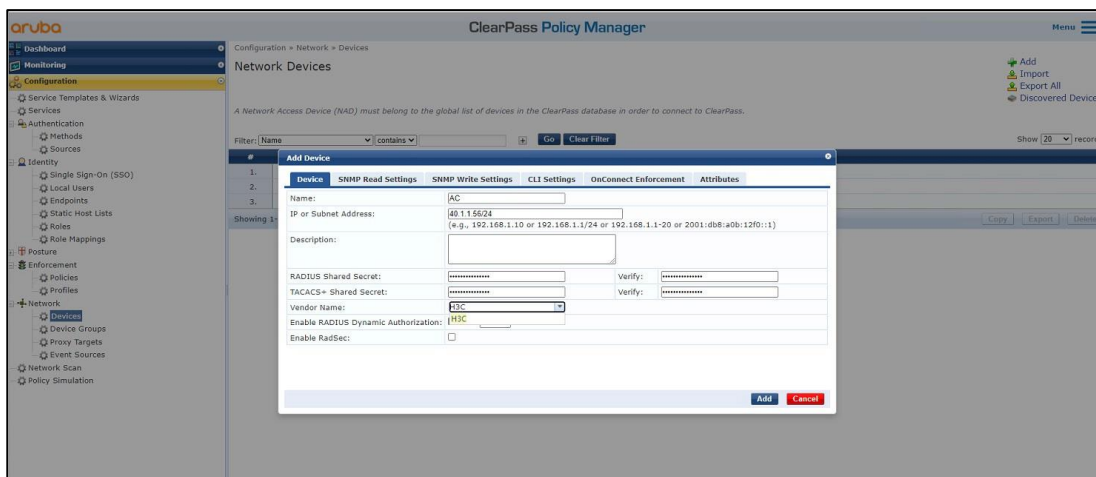 aruba
ClearPass Policy Manager
Menu
Dashboard
Monitoring
Configuration
Service Templates & Wizards
Services
Authentication
Methods
Sources
Identity
Single Sign-On (SSO)
Local Users
Endpoints
Static Host Lists
Roles
Role Mappings
Posture
Enforcement
Policies
Profiles
Network
Devices
Device Groups
Proxy Targets
Event Sources
Network Scan
Policy Simulation
Configuration » Network » Devices
Network Devices
Add
Import
Export All
Discovered Device
A Network Access Device (NAD) must belong to the global list of devices in the ClearPass database in order to connect to ClearPass.
Filter: Name contains Go Clear Filter Show 20 recor
#
1.
2.
3.
Showing 1-
Copy Export Delete
Add Device
Device SNMP Read Settings SNMP Write Settings CLI Settings OnConnect Enforcement Attributes
Name: AC
IP or Subnet Address: 40.1.1.56/24
(e.g., 192.168.1.10 or 192.168.1.1/24 or 192.168.1.1-20 or 2001:db8:a0b:12f0::1)
Description:
RADIUS Shared Secret: Verify:
TACACS+ Shared Secret: Verify:
Vendor Name: H3C
H3C
Enable RADIUS Dynamic Authorization:
Enable RadSec:
Add Cancel